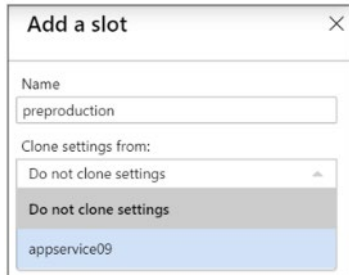 Add a slot
Name
preproduction
Clone settings from:
Do not clone settings
Do not clone settings
appservice09